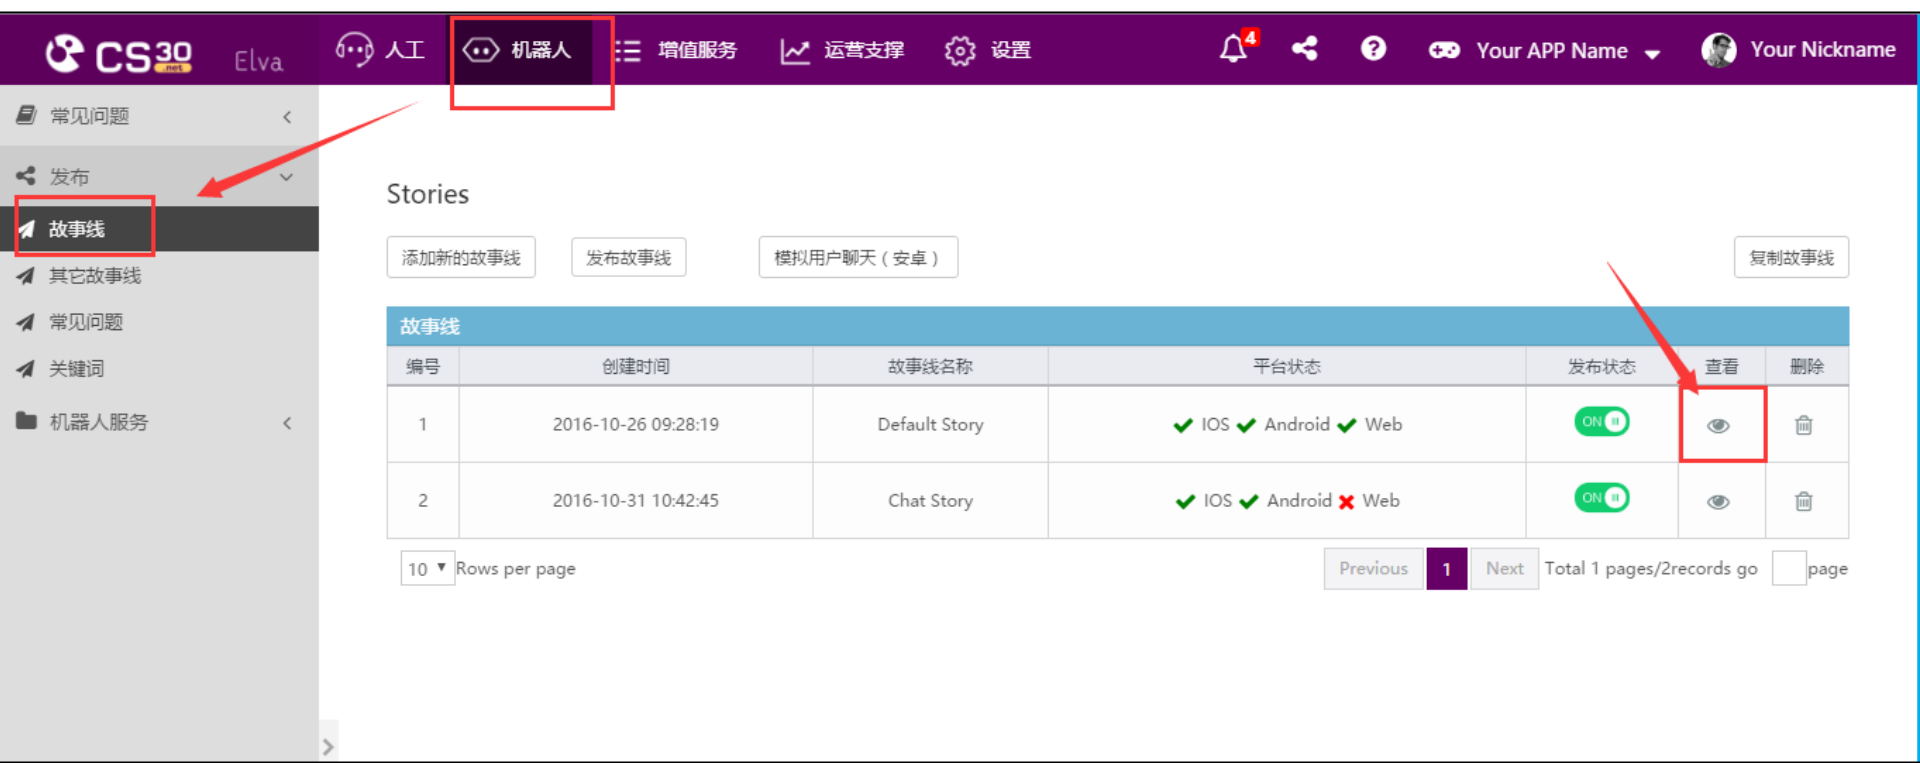 CS30 .net Elva 人工 机器人 增值服务 运营支撑 设置 4 Your APP Name Your Nickname
常见问题
发布
故事线
其它故事线
常见问题
关键词
机器人服务
Stories
添加新的故事线 发布故事线 模拟用户聊天 ( 安卓 ) 复制故事线
故事线
编号 创建时间 故事线名称 平台状态 发布状态 查看 删除
1 2016-10-26 09:28:19 Default Story IOS Android Web ON
2 2016-10-31 10:42:45 Chat Story IOS Android Web ON
10 Rows per page Previous 1 Next Total 1 pages/2records go page